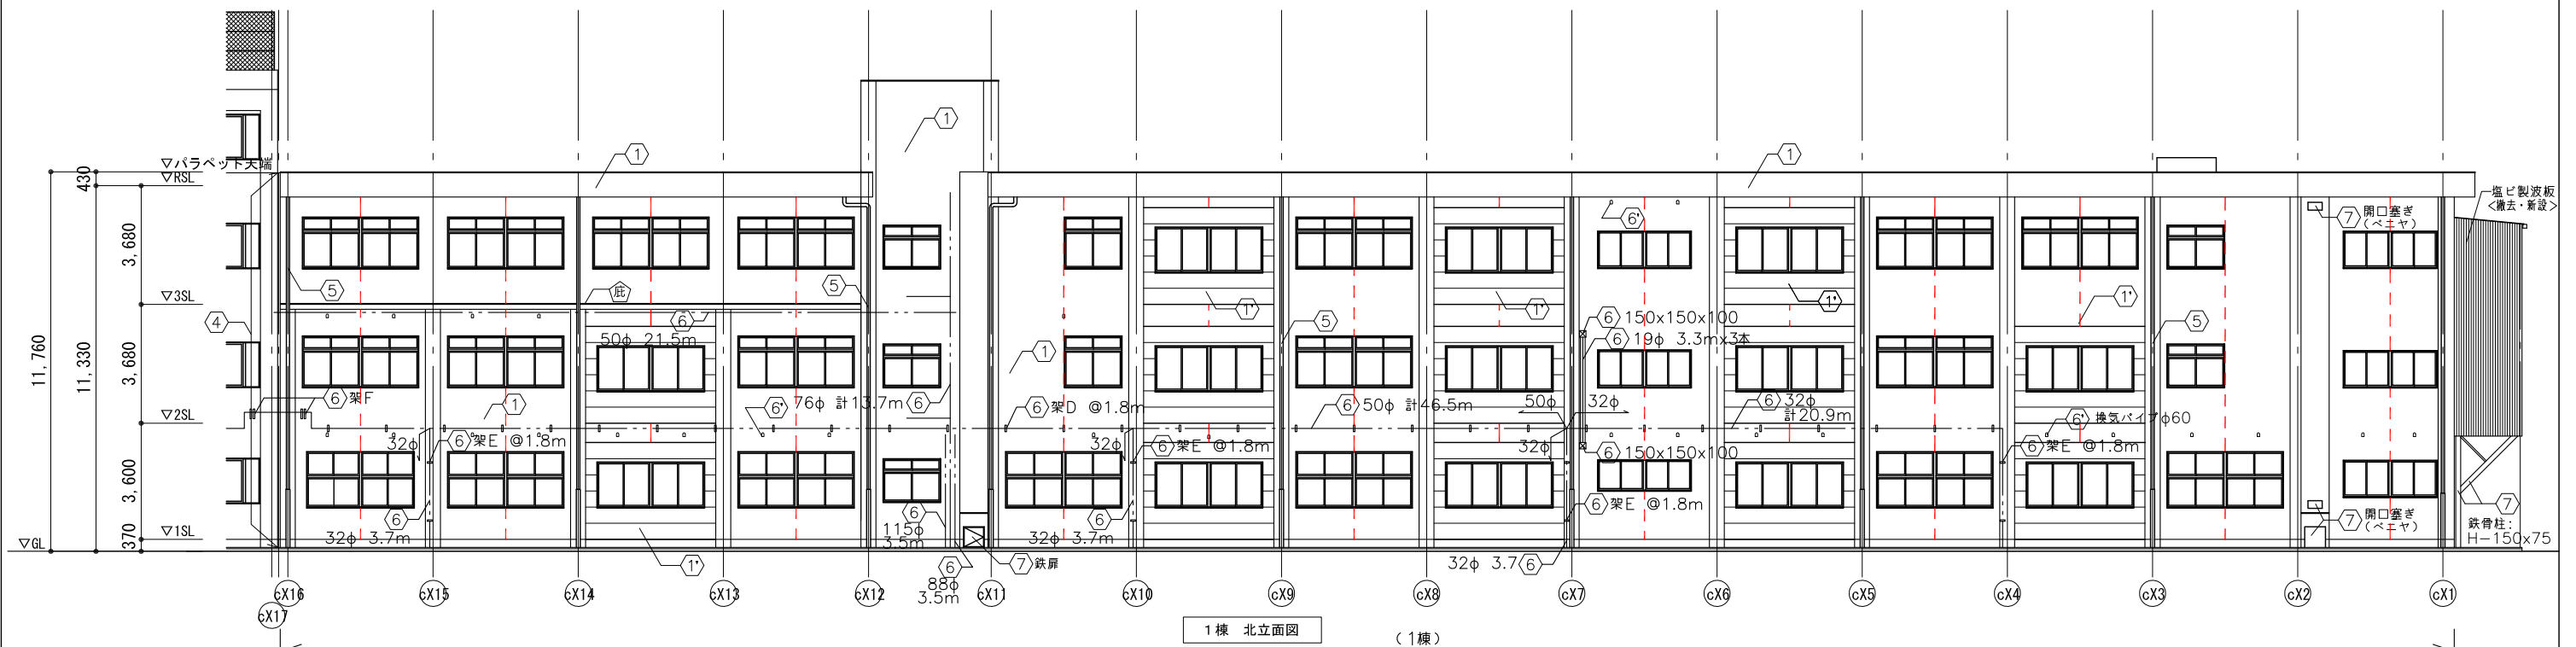 ▽パラペット天端
▽RSL
▽3SL
▽2SL
▽1SL
▽GL
11,760
430
11,330
3,680
3,680
3,600
370
1
1
1
塩ビ製波板
<撤去・新設>
6'
7 開口塞ぎ
(ベニヤ)
5
庇
5
4
6
50φ 21.5m
1
1'
1'
1'
1'
5
5
6 150x150x100
6 19φ 3.3mx3本
6 架F
1
6'
76φ 計13.7m 6
6 架D @1.8m
6 50φ 計46.5m
50φ
32φ
6 32φ
計20.9m
6' 換気パイプφ60
32φ
6 架E @1.8m
32φ
6 架E @1.8m
32φ
6 150x150x100
6 架E @1.8m
6
32φ 3.7m
6
115φ
3.5m
6
32φ 3.7m
6 架E @1.8m
7
7 開口塞ぎ
(ベニヤ)
鉄骨柱:
H-150x75
1'
6
88φ
3.5m
7 鉄扉
32φ 3.7 6
cX17
cX16
cX15
cX14
cX13
cX12
cX11
cX10
cX9
cX8
cX7
cX6
cX5
cX4
cX3
cX2
cX1
1棟 北立面図
(1棟)